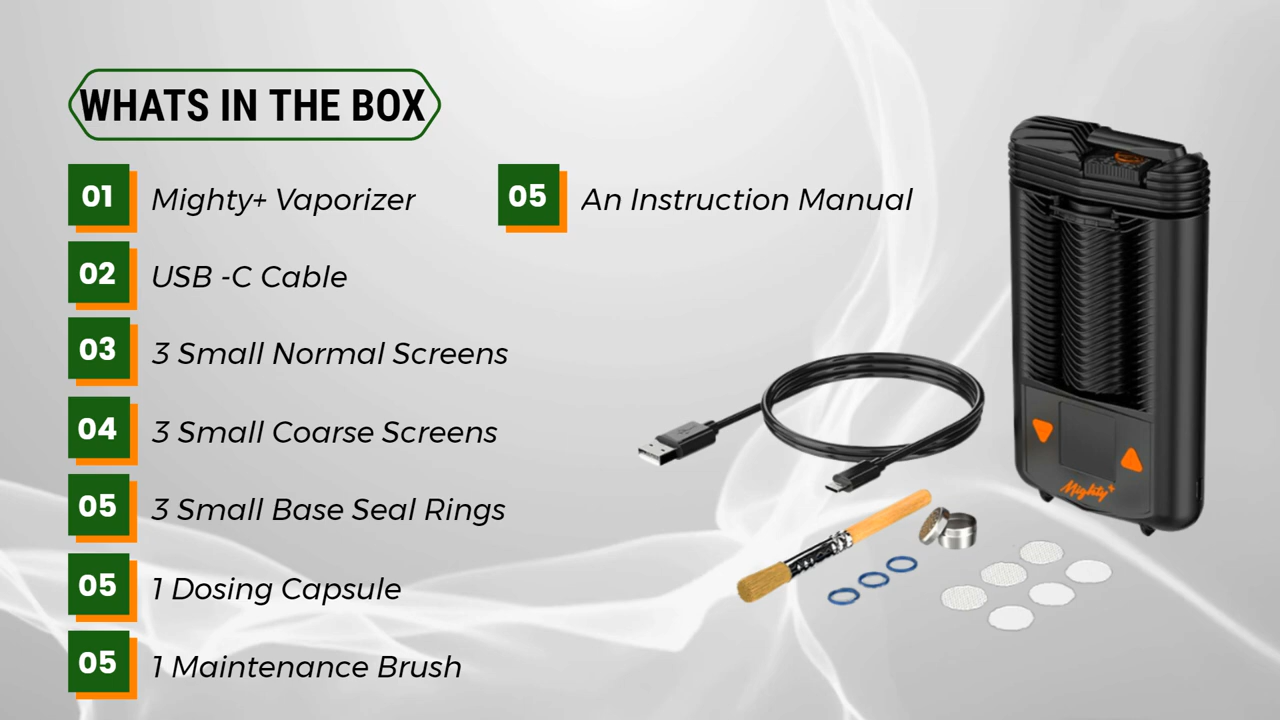 WHATS IN THE BOX
01 Mighty+ Vaporizer
02 USB -C Cable
03 3 Small Normal Screens
04 3 Small Coarse Screens
05 3 Small Base Seal Rings
05 1 Dosing Capsule
05 1 Maintenance Brush
05 An Instruction Manual
Mighty+